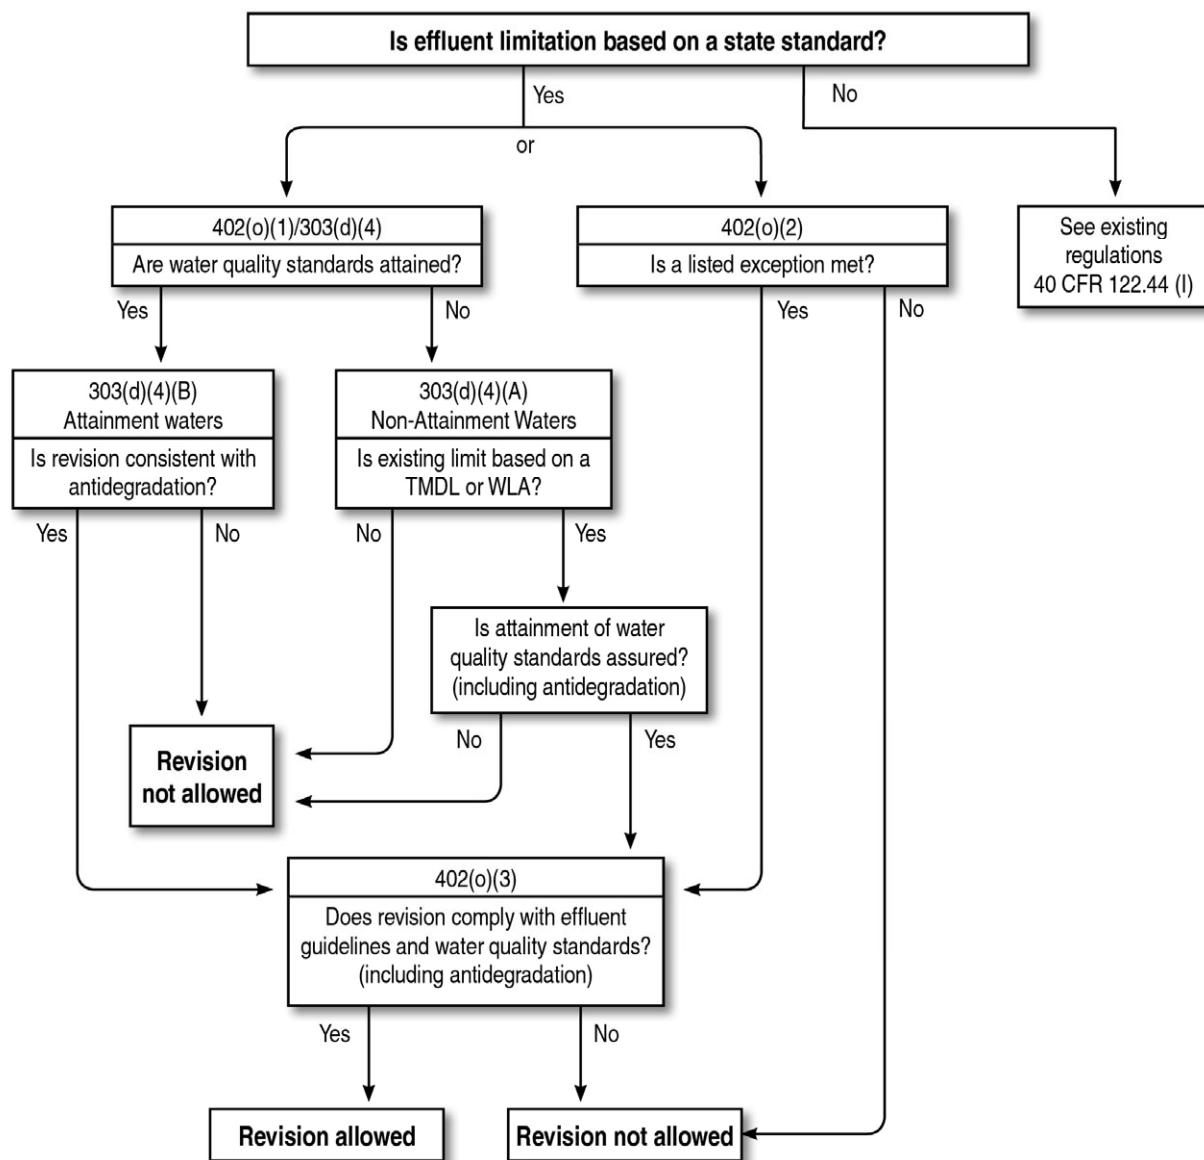 Is effluent limitation based on a state standard?
Yes
No
or
402(o)(1)/303(d)(4)
Are water quality standards attained?
402(o)(2)
Is a listed exception met?
See existing
regulations
40 CFR 122.44 (l)
Yes
No
Yes
No
303(d)(4)(B)
Attainment waters
Is revision consistent with
antidegradation?
303(d)(4)(A)
Non-Attainment Waters
Is existing limit based on a
TMDL or WLA?
Yes
No
No
Yes
Is attainment of water
quality standards assured?
(including antidegradation)
No
Yes
Revision
not allowed
402(o)(3)
Does revision comply with effluent
guidelines and water quality standards?
(including antidegradation)
Yes
No
Revision allowed
Revision not allowed